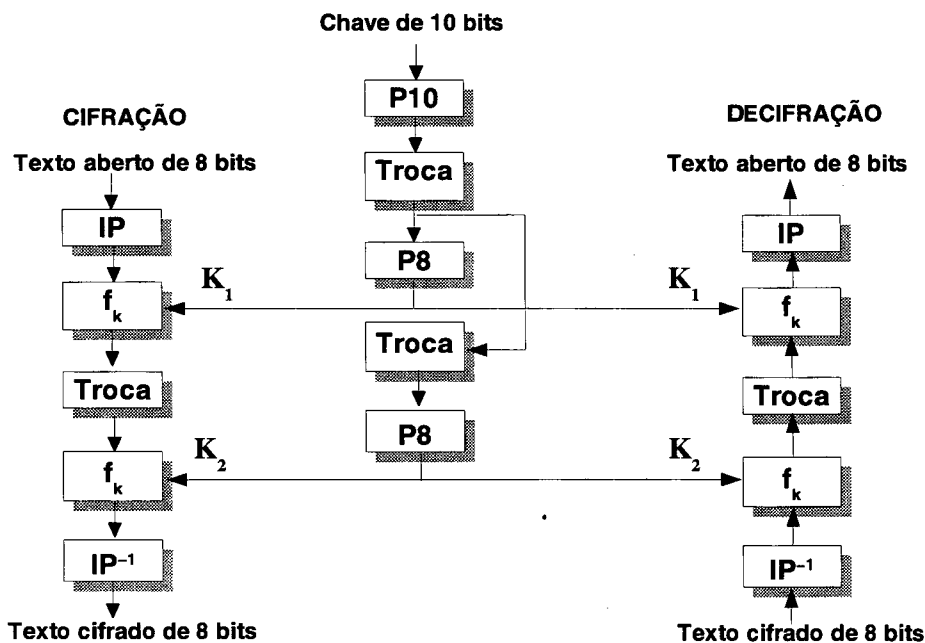 Chave de 10 bits
P10
CIFRAÇÃO
DECIFRAÇÃO
Texto aberto de 8 bits
Troca
Texto aberto de 8 bits
IP
IP
P8
K1
K1
fk
fk
Troca
Troca
Troca
P8
K2
K2
fk
fk
IP–1
IP–1
Texto cifrado de 8 bits
Texto cifrado de 8 bits